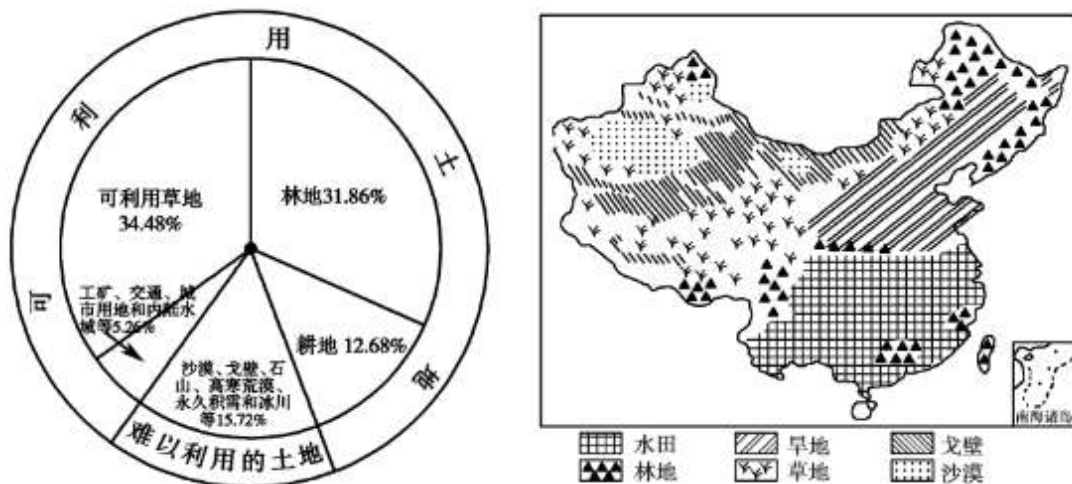 可利用土地
可利用草地
34.48%
林地31.86%
工矿、交通、城
市用地和内陆水
域等5.26%
耕地 12.68%
沙漠、戈壁、石
山、高寒荒漠、
永久积雪和冰川
等15.72%
难以利用的土地
南海诸岛
水田
旱地
戈壁
林地
草地
沙漠